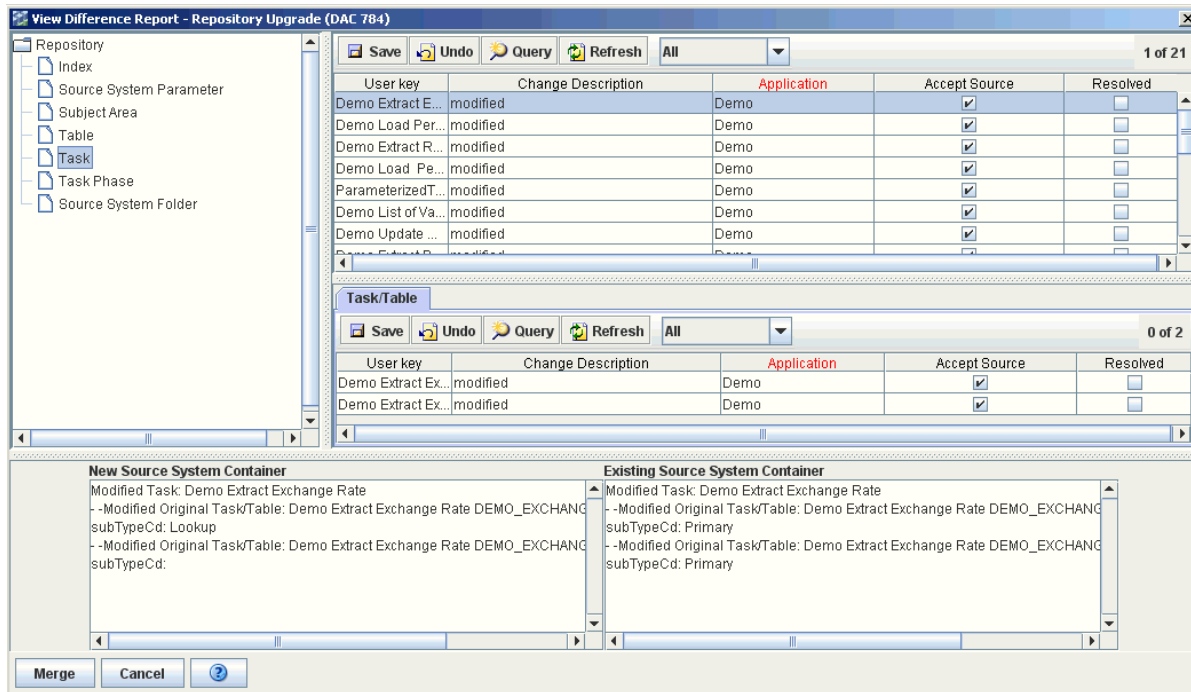 View Difference Report - Repository Upgrade (DAC 784)
Repository
Index
Source System Parameter
Subject Area
Table
Task
Task Phase
Source System Folder
Save Undo Query Refresh All 1 of 21
User key Change Description Application Accept Source Resolved
Demo Extract E... modified Demo
Demo Load Per... modified Demo
Demo Extract R... modified Demo
Demo Load Pe... modified Demo
ParameterizedT... modified Demo
Demo List of Va... modified Demo
Demo Update ... modified Demo
Task/Table
Save Undo Query Refresh All 0 of 2
User key Change Description Application Accept Source Resolved
Demo Extract Ex... modified Demo
Demo Extract Ex... modified Demo
New Source System Container
Modified Task: Demo Extract Exchange Rate
- -Modified Original Task/Table: Demo Extract Exchange Rate DEMO_EXCHANG
subTypeCd: Lookup
- -Modified Original Task/Table: Demo Extract Exchange Rate DEMO_EXCHANG
subTypeCd:
Existing Source System Container
Modified Task: Demo Extract Exchange Rate
- -Modified Original Task/Table: Demo Extract Exchange Rate DEMO_EXCHANG
subTypeCd: Primary
- -Modified Original Task/Table: Demo Extract Exchange Rate DEMO_EXCHANG
subTypeCd: Primary
Merge Cancel ?